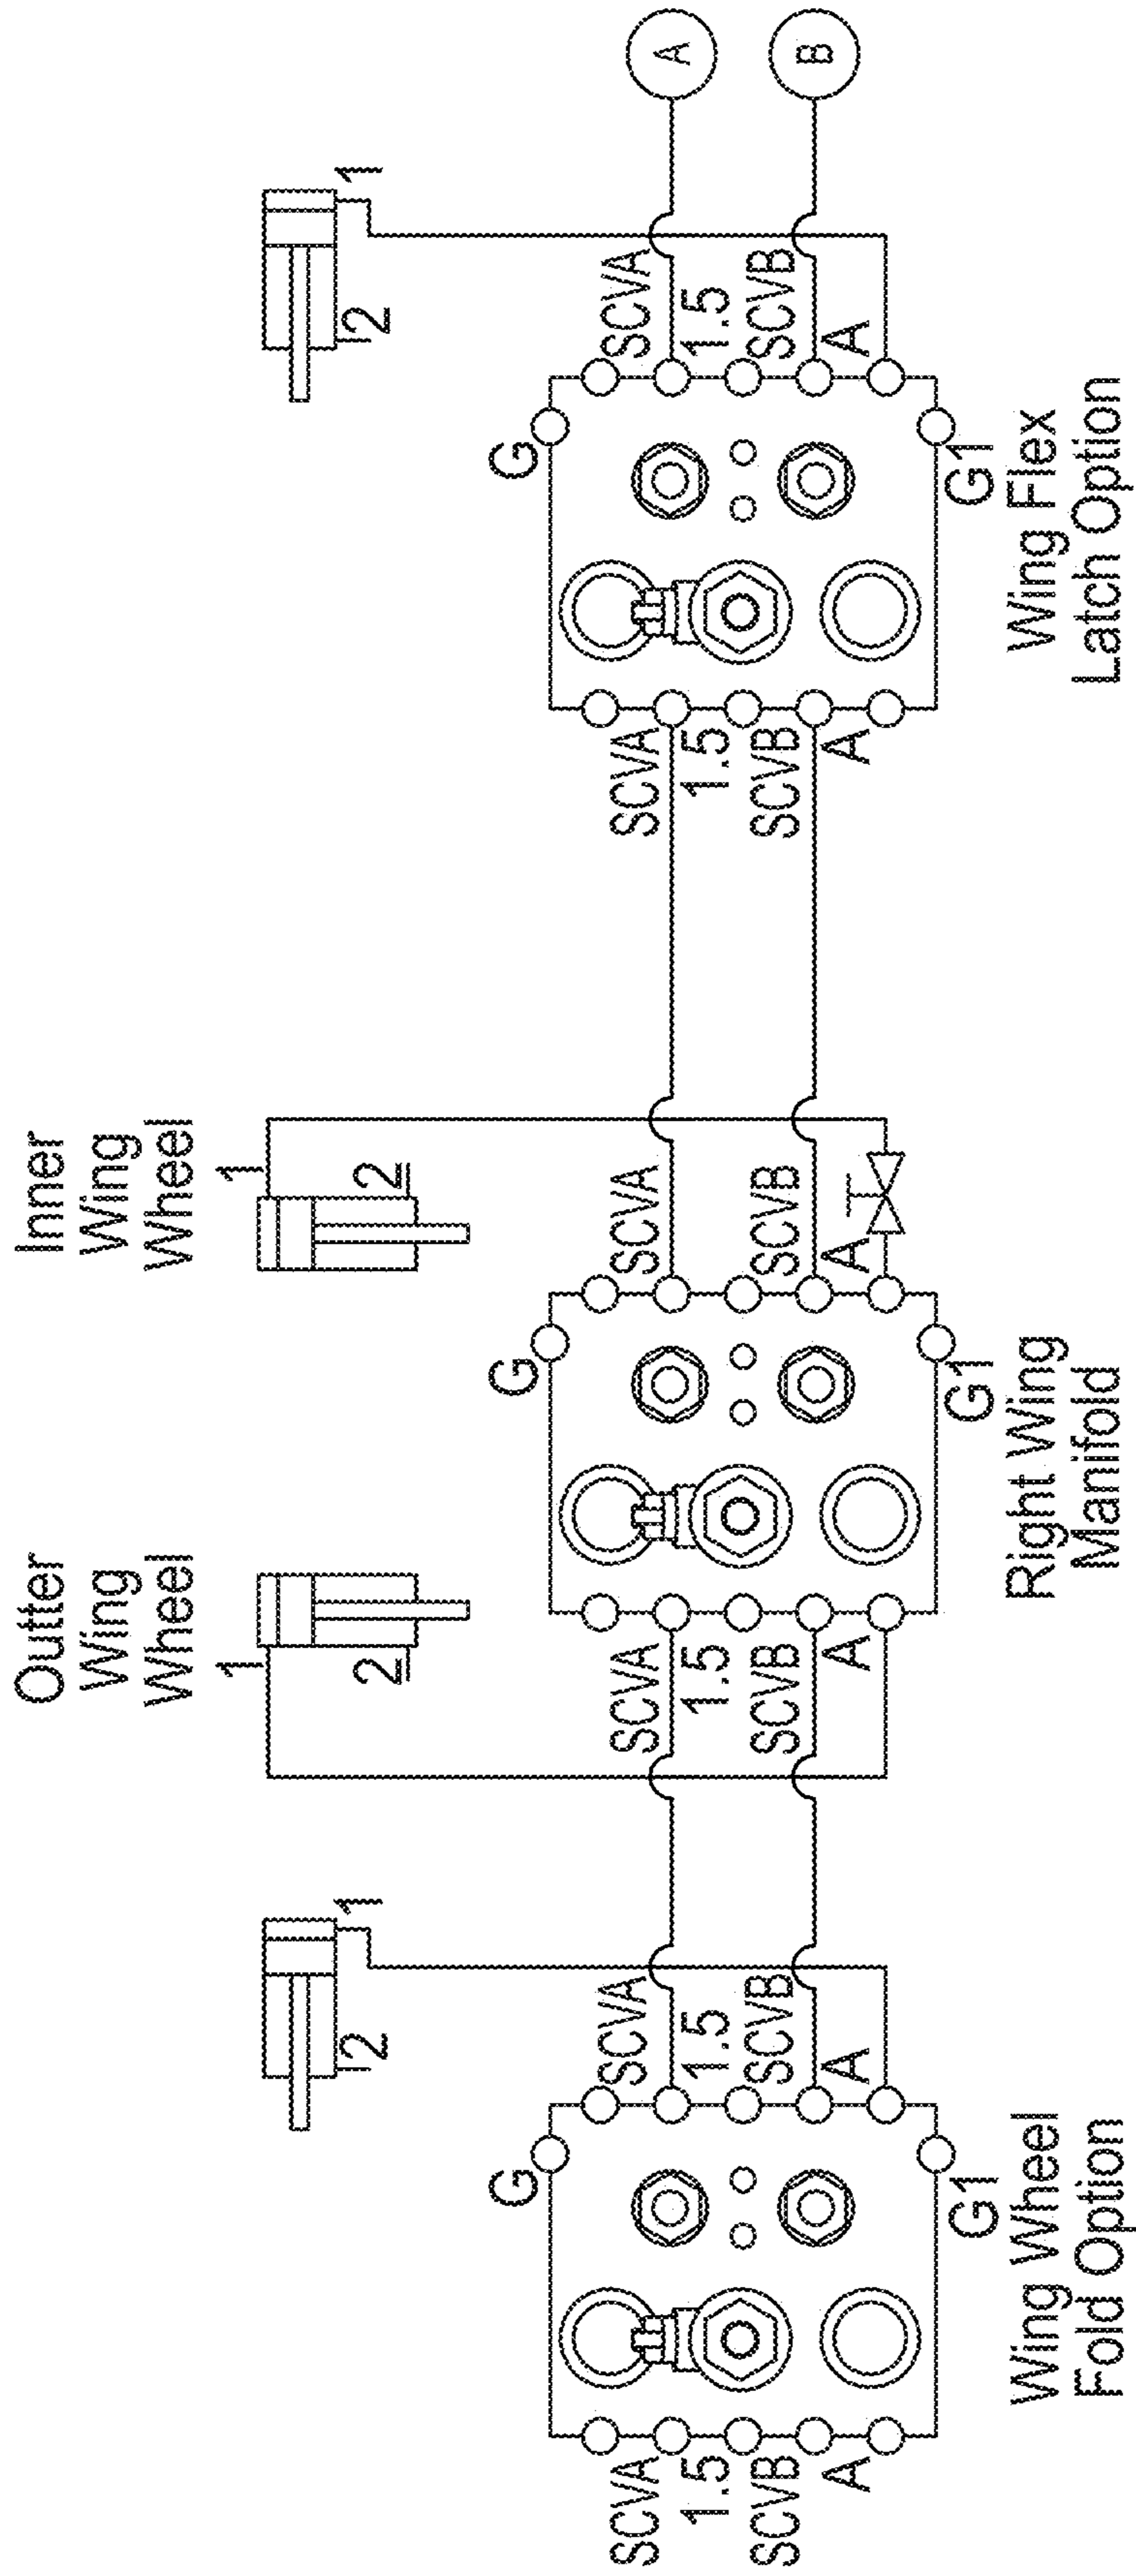 Outter
Wing
Wheel
Inner
Wing
Wheel
1
1
2
1
2
2
2
1
G
SCVA
1.5
SCVB
A
SCVA
1.5
SCVB
A
G1
Wing Wheel
Fold Option
G
SCVA
1.5
SCVB
A
SCVA
SCVB
A
G1
Right Wing
Manifold
G
SCVA
1.5
SCVB
A
SCVA
1.5
SCVB
A
G1
Wing Flex
Latch Option
A
B